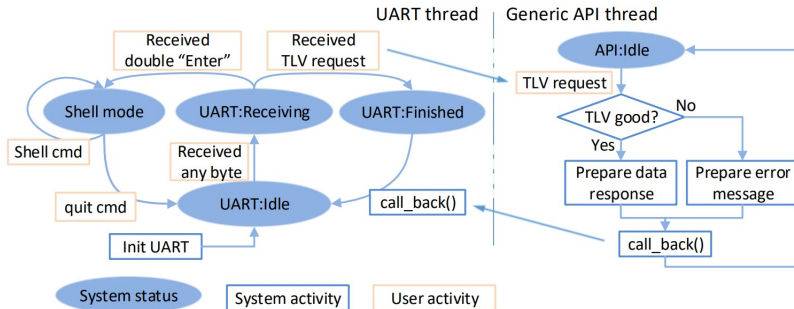 UART thread
Generic API thread
Received
double “Enter”
Received
TLV request
API:Idle
TLV request
Shell mode
UART:Receiving
UART:Finished
TLV good?
No
Yes
Shell cmd
Received
any byte
Prepare data
response
Prepare error
message
quit cmd
UART:Idle
call_back()
Init UART
call_back()
System status
System activity
User activity